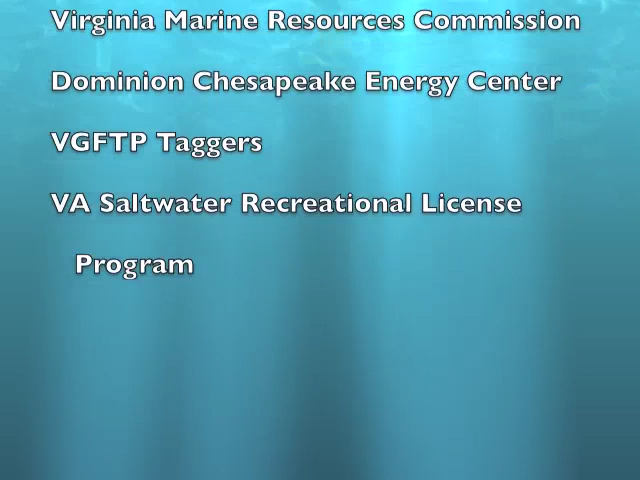 Virginia Marine Resources Commission
Dominion Chesapeake Energy Center
VGFTP Taggers
VA Saltwater Recreational License
Program